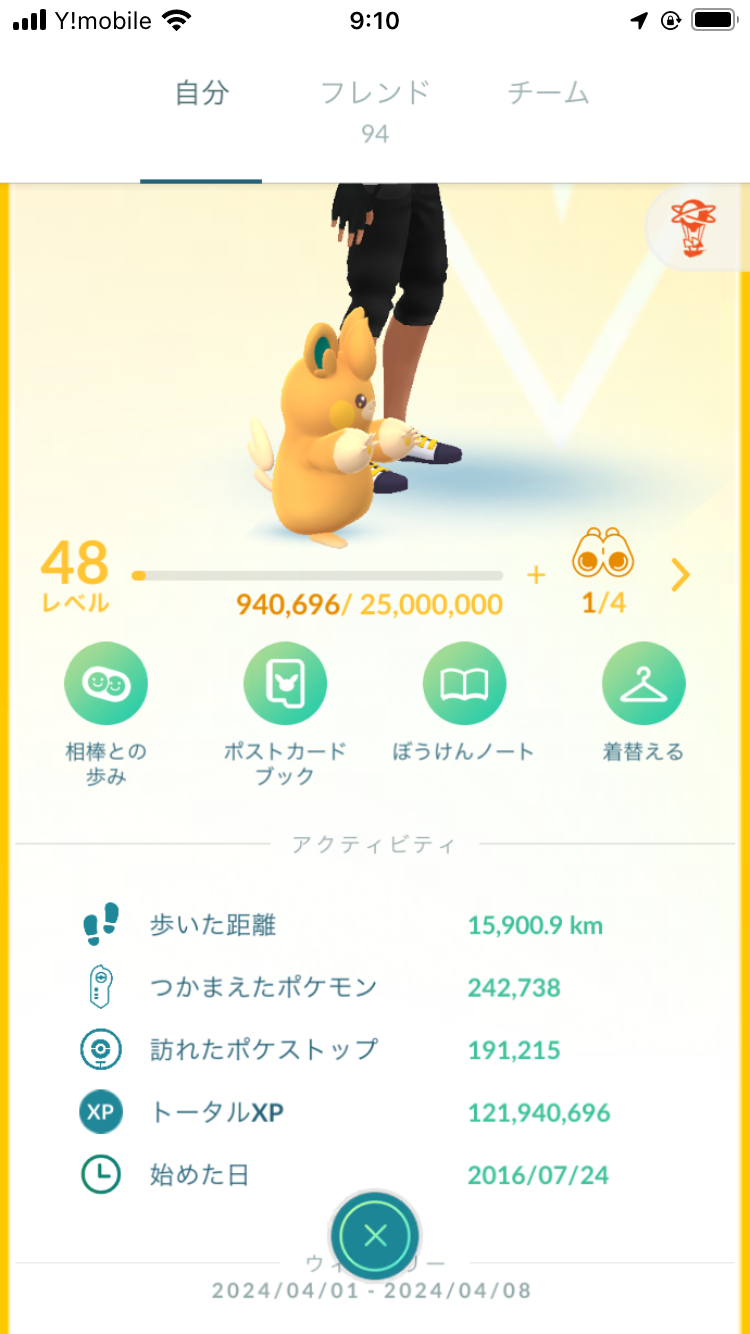 Y!mobile 9:10
自分 フレンド チーム
94
48
レベル
940,696/ 25,000,000 + 1/4
相棒との
歩み
ポストカード
ブック
ぼうけんノート
着替える
アクティビティ
歩いた距離 15,900.9 km
つかまえたポケモン 242,738
訪れたポケストップ 191,215
XP トータルXP 121,940,696
始めた日 2016/07/24
2024/04/01 - 2024/04/08